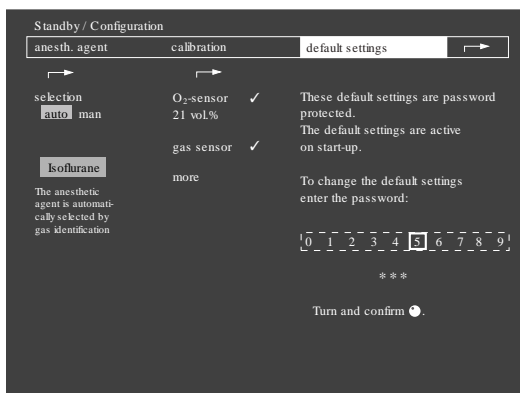 Standby / Configuration
anesth. agent
calibration
default settings
selection
auto man
Isoflurane
The anesthetic
agent is automati-
cally selected by
gas identification
O₂-sensor ✓
21 vol.%
gas sensor ✓
more
These default settings are password
protected.
The default settings are active
on start-up.
To change the default settings
enter the password:
0 1 2 3 4 5 6 7 8 9
***
Turn and confirm .